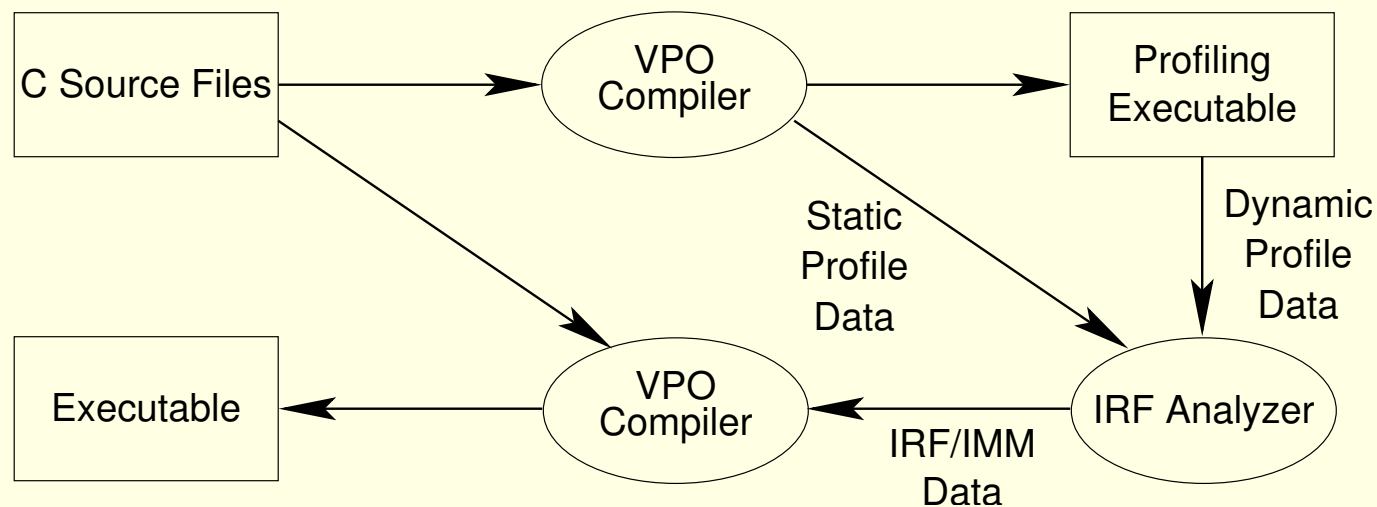 C Source Files
VPO
Compiler
Profiling
Executable
Static
Profile
Data
Dynamic
Profile
Data
Executable
VPO
Compiler
IRF Analyzer
IRF/IMM
Data